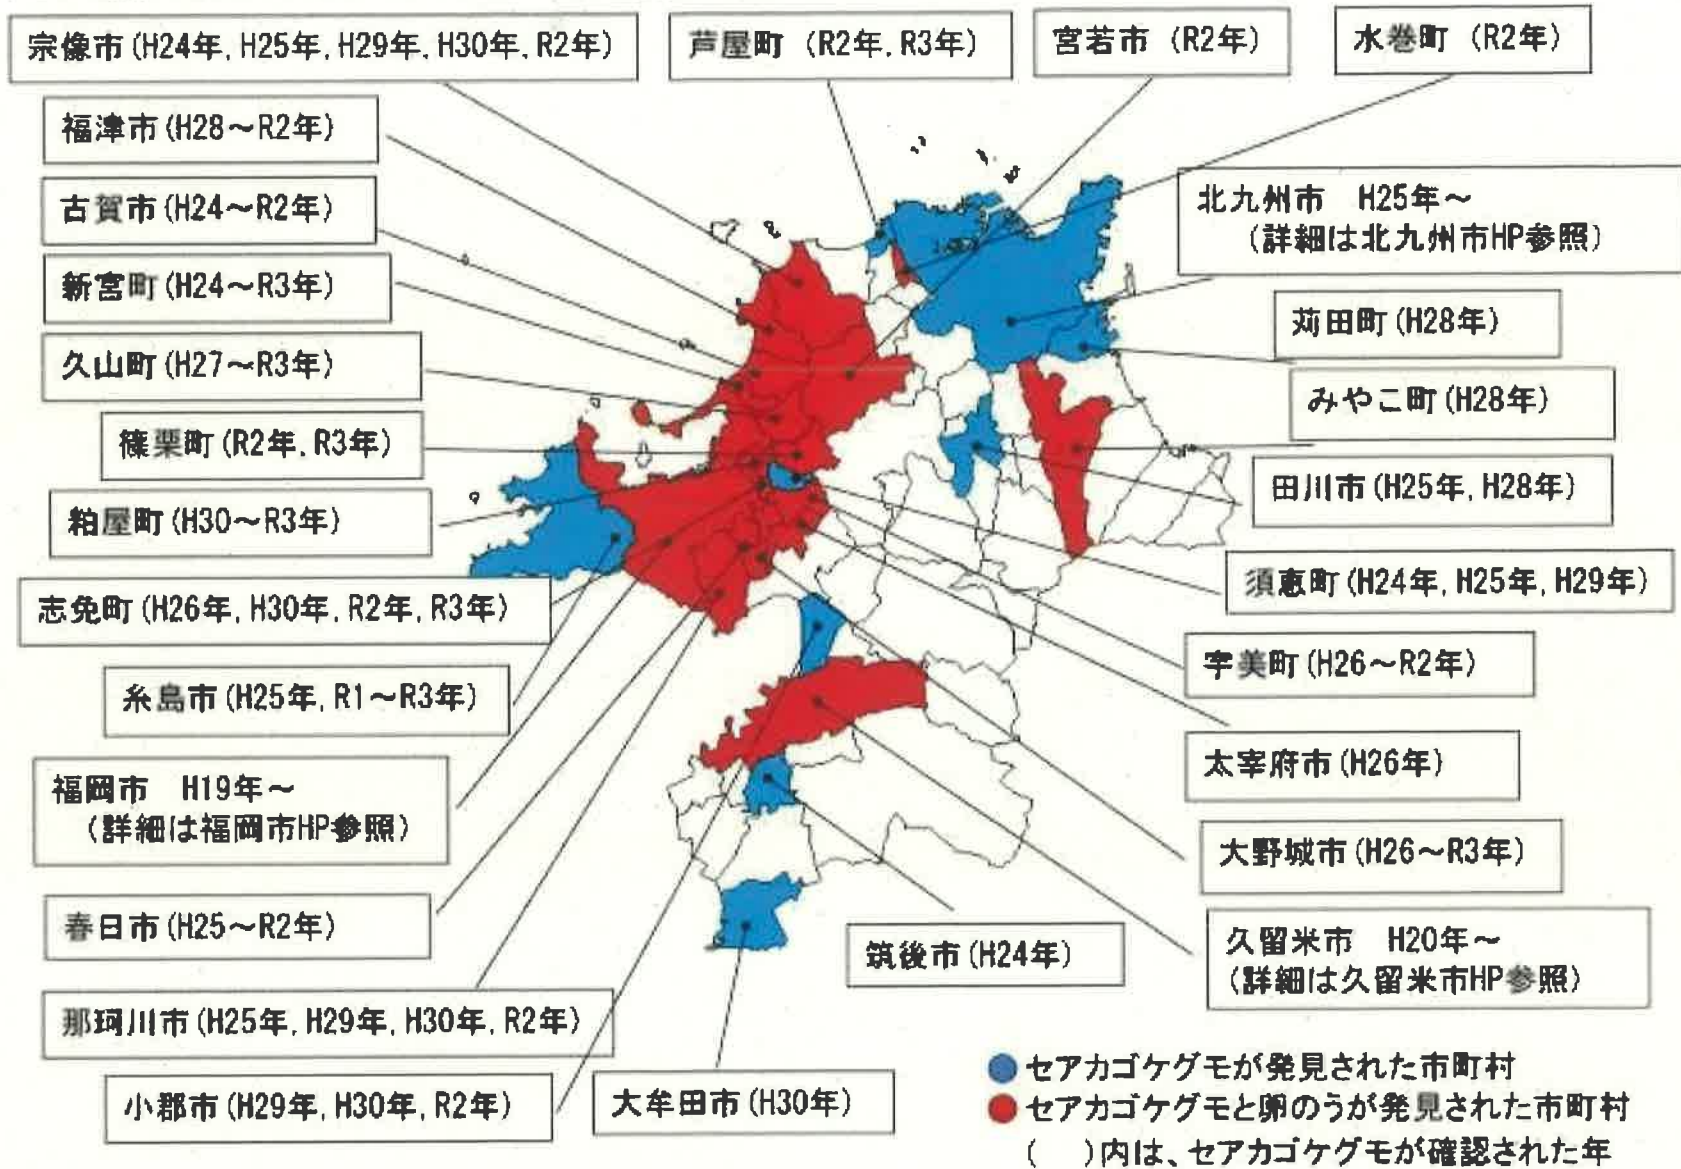 宗像市(H24年, H25年, H29年, H30年, R2年)
芦屋町 (R2年, R3年)
宮若市 (R2年)
水巻町 (R2年)
福津市(H28～R2年)
古賀市(H24～R2年)
新宮町(H24～R3年)
久山町(H27～R3年)
篠栗町(R2年, R3年)
粕屋町(H30～R3年)
志免町(H26年, H30年, R2年, R3年)
糸島市(H25年, R1～R3年)
福岡市 H19年～
(詳細は福岡市HP参照)
春日市(H25～R2年)
那珂川市(H25年, H29年, H30年, R2年)
小郡市(H29年, H30年, R2年)
大牟田市(H30年)
筑後市(H24年)
北九州市 H25年～
(詳細は北九州市HP参照)
苅田町(H28年)
みやこ町(H28年)
田川市(H25年, H28年)
須恵町(H24年, H25年, H29年)
宇美町(H26～R2年)
太宰府市(H26年)
大野城市(H26～R3年)
久留米市 H20年～
(詳細は久留米市HP参照)
セアカゴケグモが発見された市町村
セアカゴケグモと卵のうが発見された市町村
( )内は、セアカゴケグモが確認された年